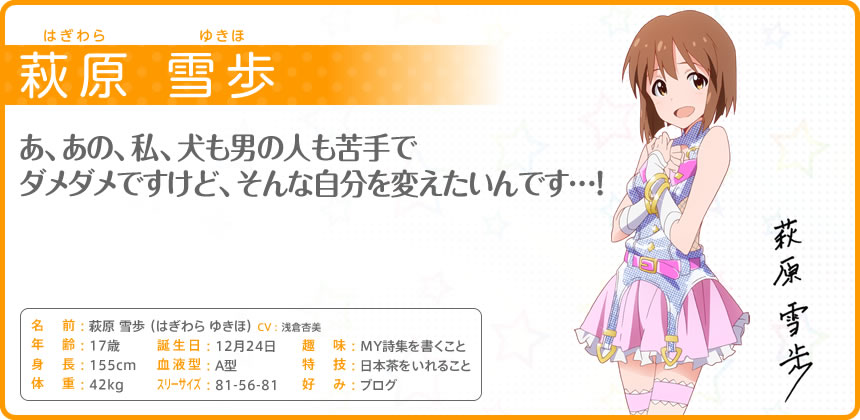 はぎわら ゆきほ
萩原 雪歩
あ、あの、私、犬も男の人も苦手で
ダメダメですけど、そんな自分を変えたいんです…!
名 前 : 萩原 雪歩 (はぎわら ゆきほ) CV : 浅倉杏美
年 齢 : 17歳 誕生日 : 12月24日 趣 味 : MY詩集を書くこと
身 長 : 155cm 血液型 : A型 特 技 : 日本茶をいれること
体 重 : 42kg スリーサイズ : 81-56-81 好 み : ブログ
萩原雪歩